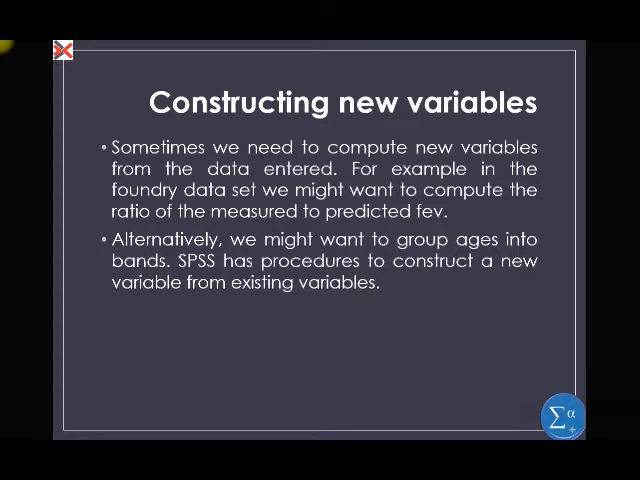 Constructing new variables
• Sometimes we need to compute new variables
from the data entered. For example in the
foundry data set we might want to compute the
ratio of the measured to predicted fev.
• Alternatively, we might want to group ages into
bands. SPSS has procedures to construct a new
variable from existing variables.
Σ α
÷